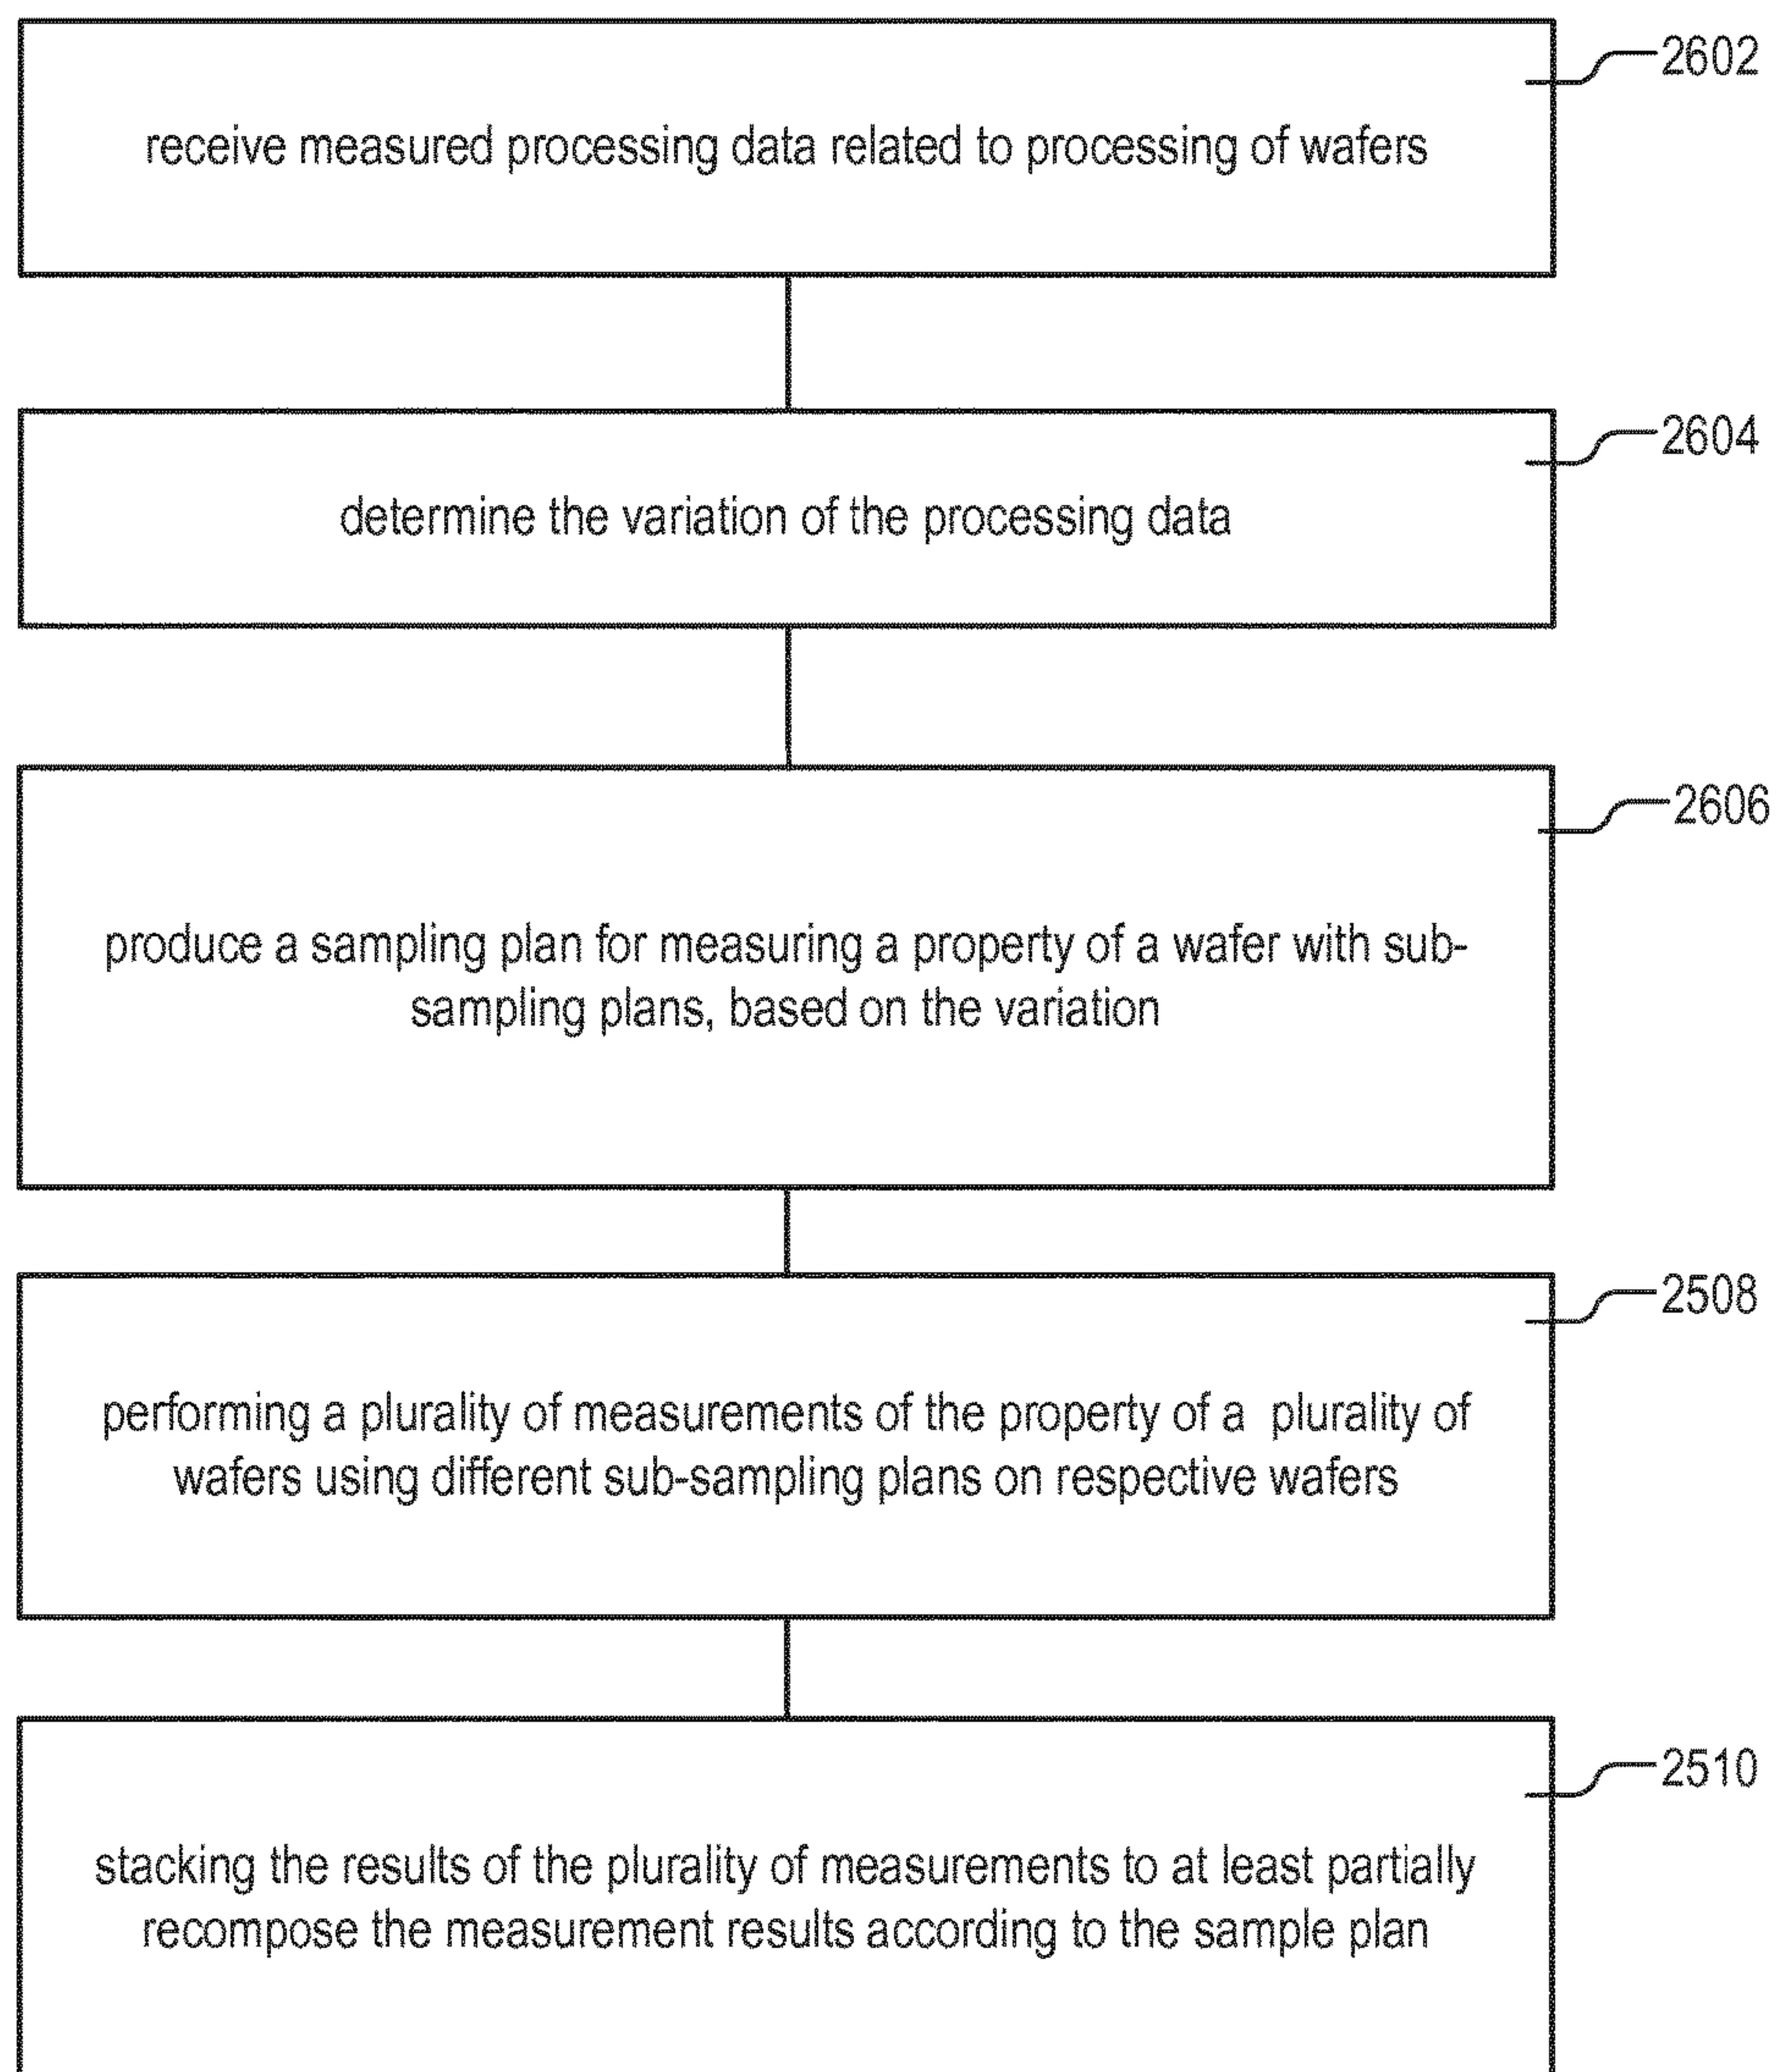 2602
receive measured processing data related to processing of wafers
2604
determine the variation of the processing data
2606
produce a sampling plan for measuring a property of a wafer with sub-
sampling plans, based on the variation
2508
performing a plurality of measurements of the property of a plurality of
wafers using different sub-sampling plans on respective wafers
2510
stacking the results of the plurality of measurements to at least partially
recompose the measurement results according to the sample plan